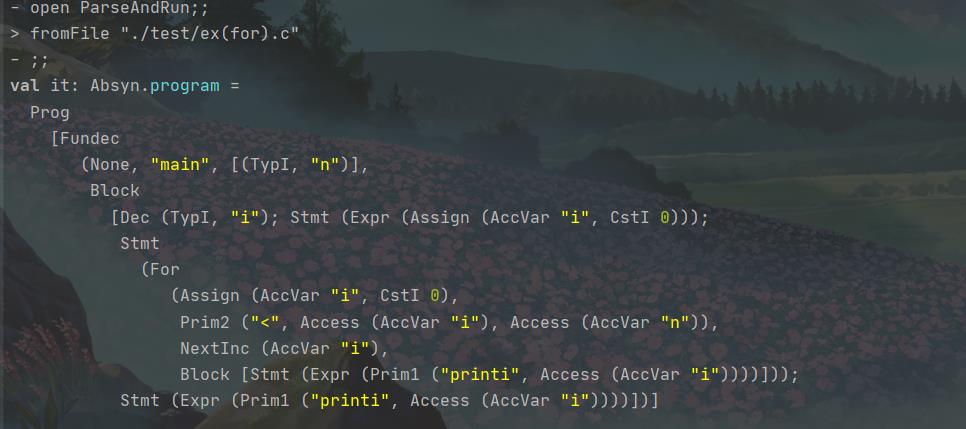 - open ParseAndRun;;
> fromFile "./test/ex(for).c"
- ;;
val it: Absyn.program =
  Prog
    [Fundec
       (None, "main", [(TypI, "n")],
        Block
          [Dec (TypI, "i"); Stmt (Expr (Assign (AccVar "i", CstI 0)));
           Stmt
             (For
                (Assign (AccVar "i", CstI 0),
                 Prim2 ("<", Access (AccVar "i"), Access (AccVar "n")),
                 NextInc (AccVar "i"),
                 Block [Stmt (Expr (Prim1 ("printi", Access (AccVar "i"))))]));
           Stmt (Expr (Prim1 ("printi", Access (AccVar "i"))))])]